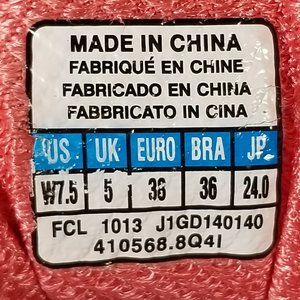 MADE IN CHINA
FABRIQUÉ EN CHINE
FABRICADO EN CHINA
FABBRICATO IN CINA
US UK EURO BRA JP
W7.5 5 36 36 24.0
FCL 1013 J1GD140140
410568.8Q4I